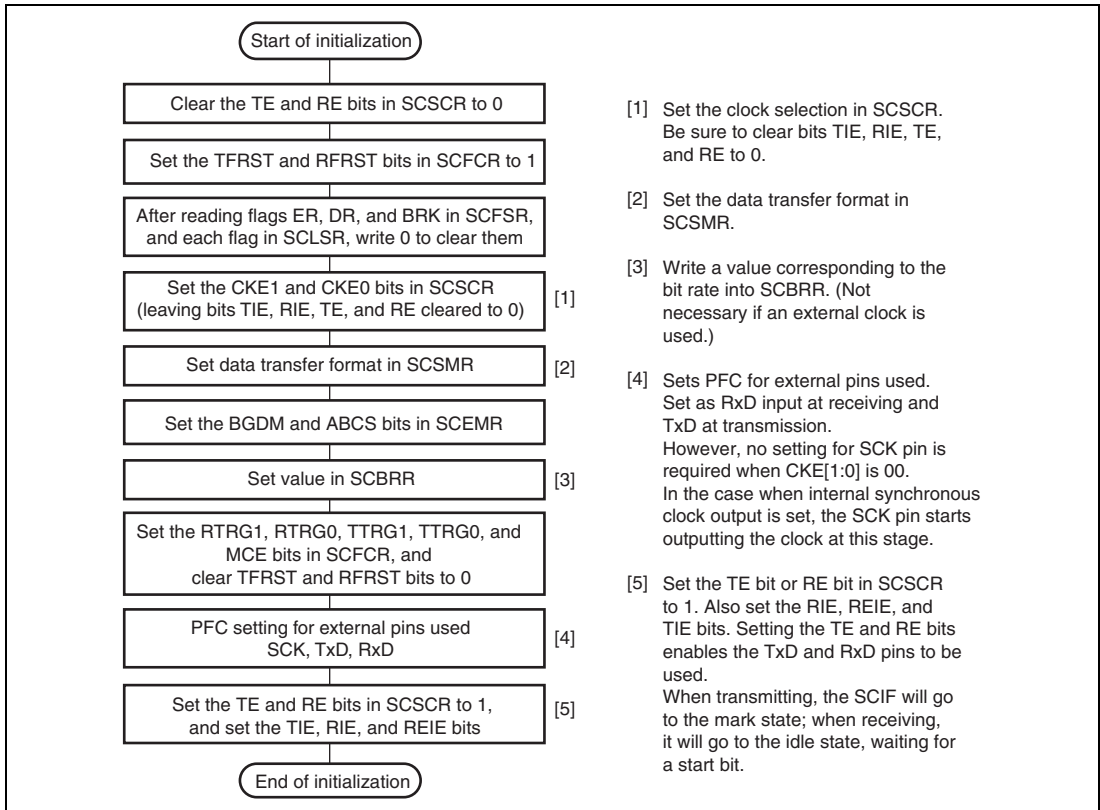 Start of initialization
Clear the TE and RE bits in SCSCR to 0
Set the TFRST and RFRST bits in SCFCR to 1
After reading flags ER, DR, and BRK in SCFSR,
and each flag in SCLSR, write 0 to clear them
Set the CKE1 and CKE0 bits in SCSCR
(leaving bits TIE, RIE, TE, and RE cleared to 0)
[1]
Set data transfer format in SCSMR
[2]
Set the BGDM and ABCS bits in SCEMR
Set value in SCBRR
[3]
Set the RTRG1, RTRG0, TTRG1, TTRG0, and
MCE bits in SCFCR, and
clear TFRST and RFRST bits to 0
PFC setting for external pins used
SCK, TxD, RxD
[4]
Set the TE and RE bits in SCSCR to 1,
and set the TIE, RIE, and REIE bits
[5]
End of initialization
[1] Set the clock selection in SCSCR.
Be sure to clear bits TIE, RIE, TE,
and RE to 0.
[2] Set the data transfer format in
SCSMR.
[3] Write a value corresponding to the
bit rate into SCBRR. (Not
necessary if an external clock is
used.)
[4] Sets PFC for external pins used.
Set as RxD input at receiving and
TxD at transmission.
However, no setting for SCK pin is
required when CKE[1:0] is 00.
In the case when internal synchronous
clock output is set, the SCK pin starts
outputting the clock at this stage.
[5] Set the TE bit or RE bit in SCSCR
to 1. Also set the RIE, REIE, and
TIE bits. Setting the TE and RE bits
enables the TxD and RxD pins to be
used.
When transmitting, the SCIF will go
to the mark state; when receiving,
it will go to the idle state, waiting for
a start bit.